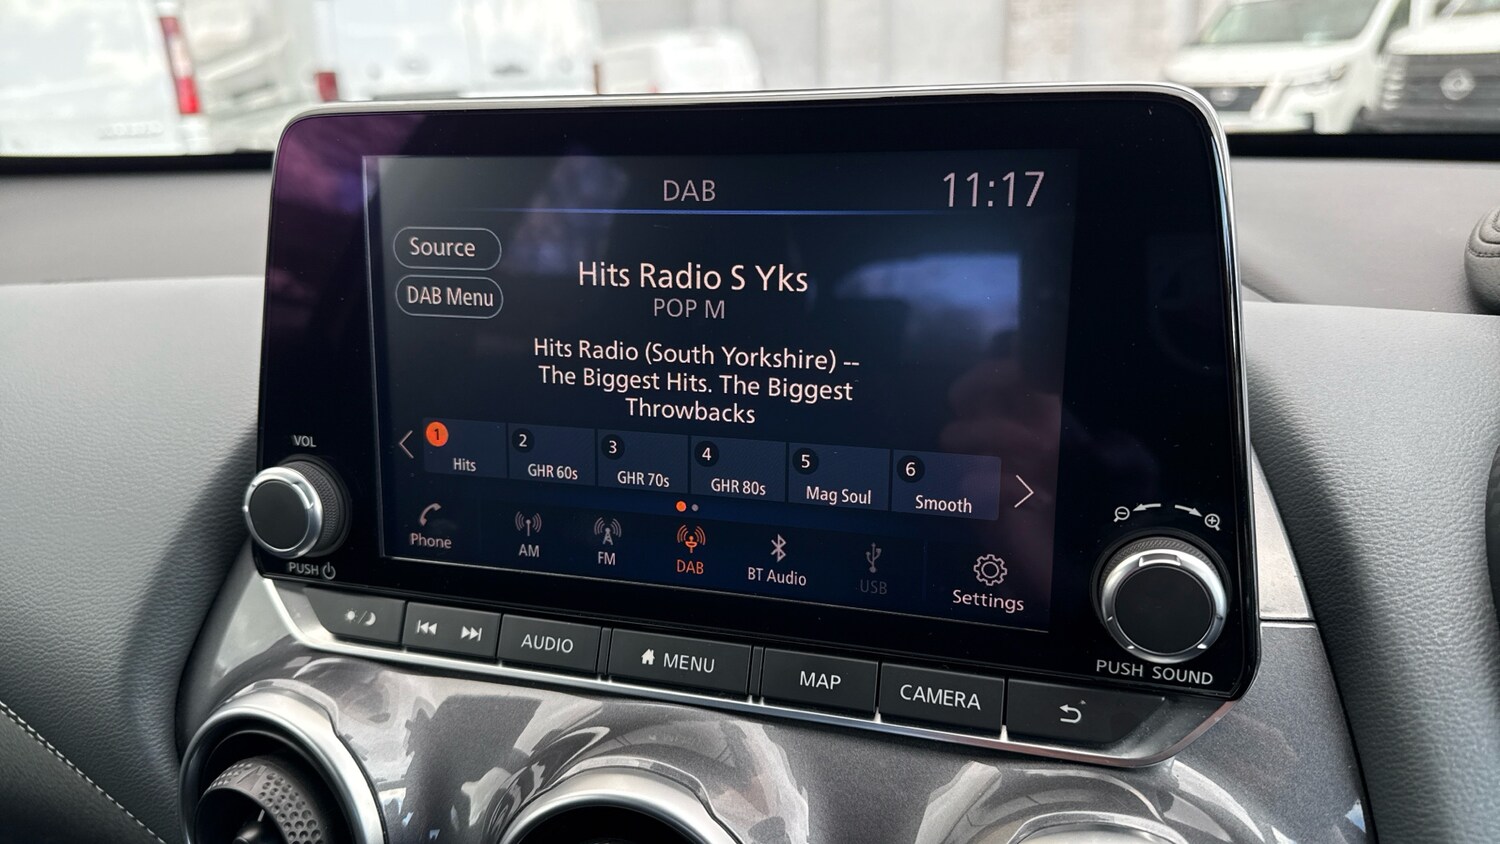 DAB
11:17
Source
DAB Menu
Hits Radio S Yks
POP M
Hits Radio (South Yorkshire) --
The Biggest Hits. The Biggest
Throwbacks
1
Hits
2
GHR 60s
3
GHR 70s
4
GHR 80s
5
Mag Soul
6
Smooth
Phone
AM
FM
DAB
BT Audio
USB
Settings
VOL
PUSH
PUSH SOUND
AUDIO
MENU
MAP
CAMERA